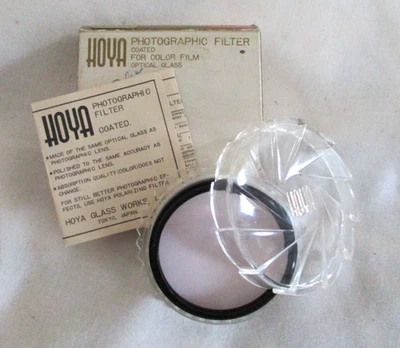 HOYA PHOTOGRAPHIC FILTER
COATED
FOR COLOR FILM
OPTICAL GLASS
HOYA PHOTOGRAPHIC
FILTER
COATED.
• MADE OF THE SAME OPTICAL GLASS AS
PHOTOGRAPHIC LENS.
• POLISHED TO THE SAME ACCURACY AS
PHOTOGRAPHIC LENS.
• ABSORPTION QUALITY (COLOR) DOES NOT
CHANGE.
FOR STILL BETTER PHOTOGRAPHIC EF-
FECTS, USE HOYA POLARIZING FILTER
HOYA GLASS WORKS
TOKYO, JAPAN
HOYA